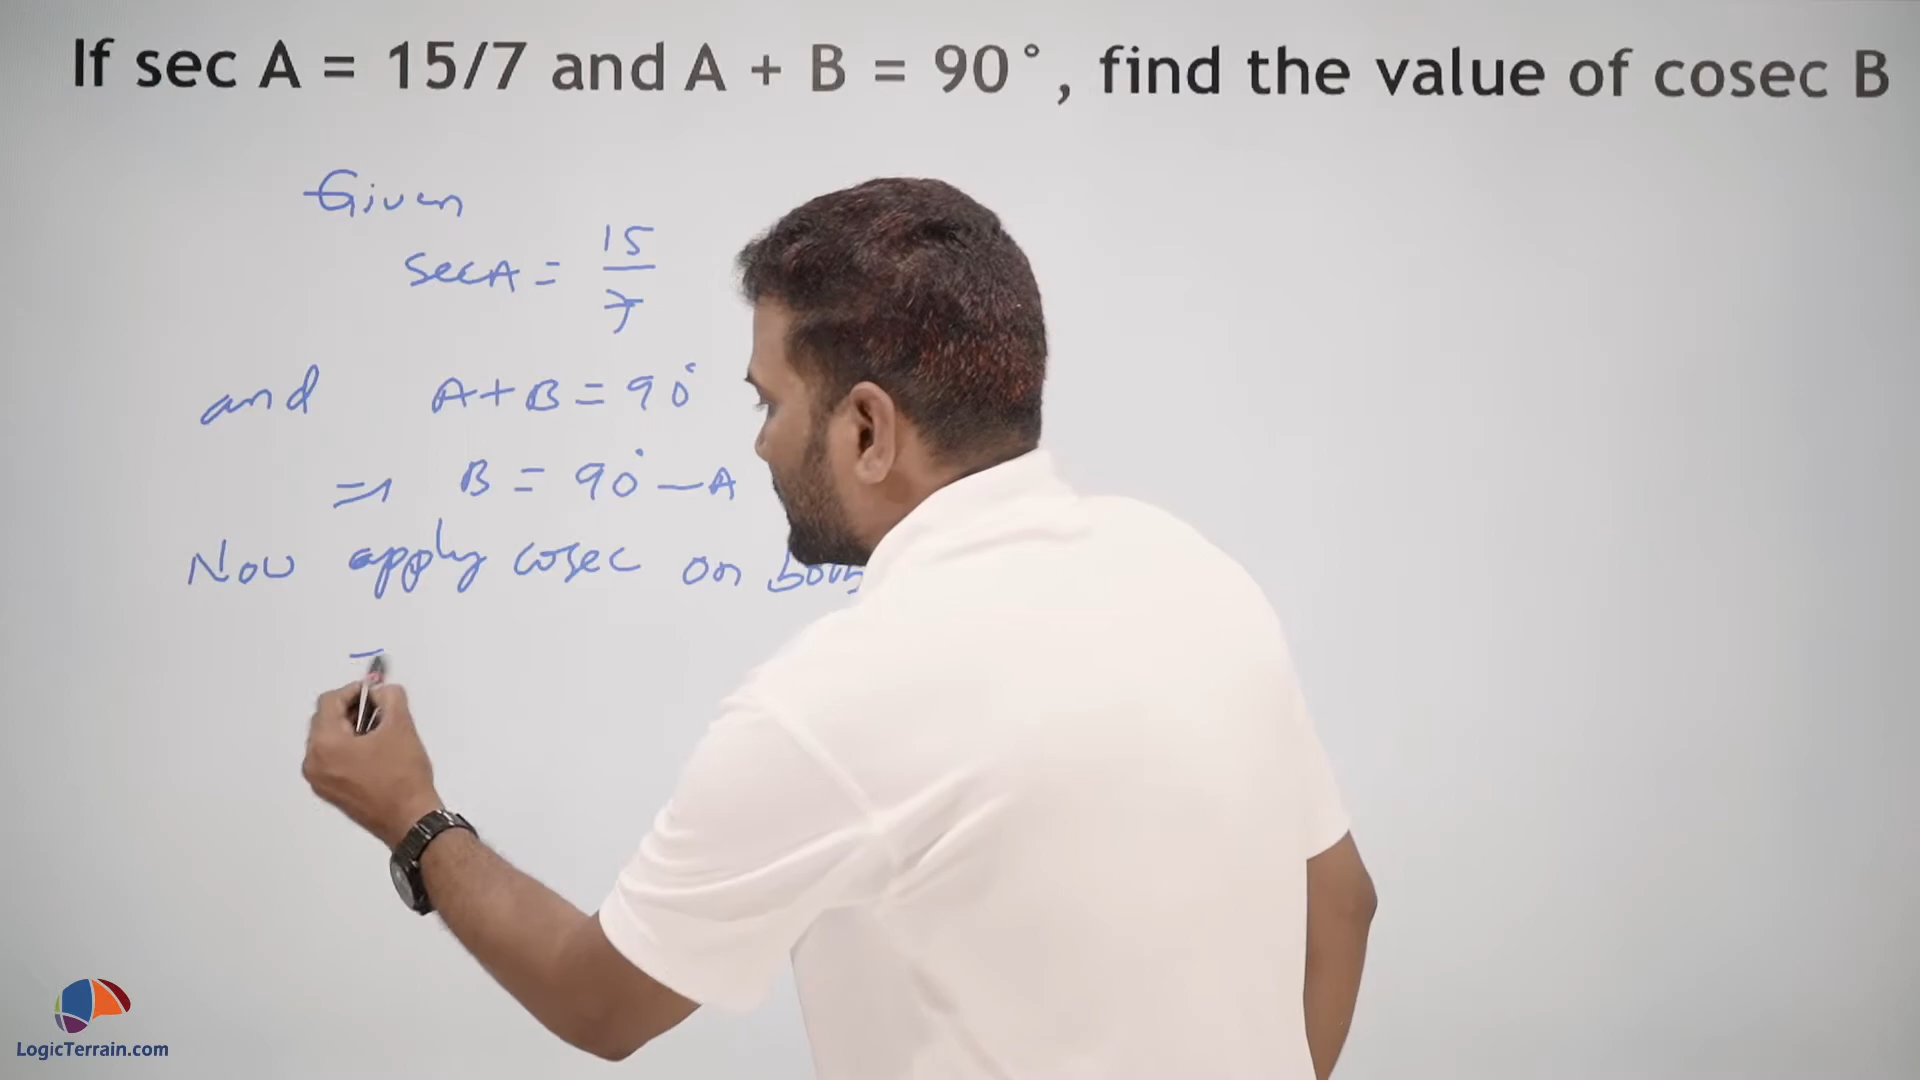 If sec A = 15/7 and A + B = 90°, find the value of cosec B
Given
secA = 15/7
and A+B = 90°
⇒ B = 90° – A
Now apply cosec on both
LogicTerrain.com